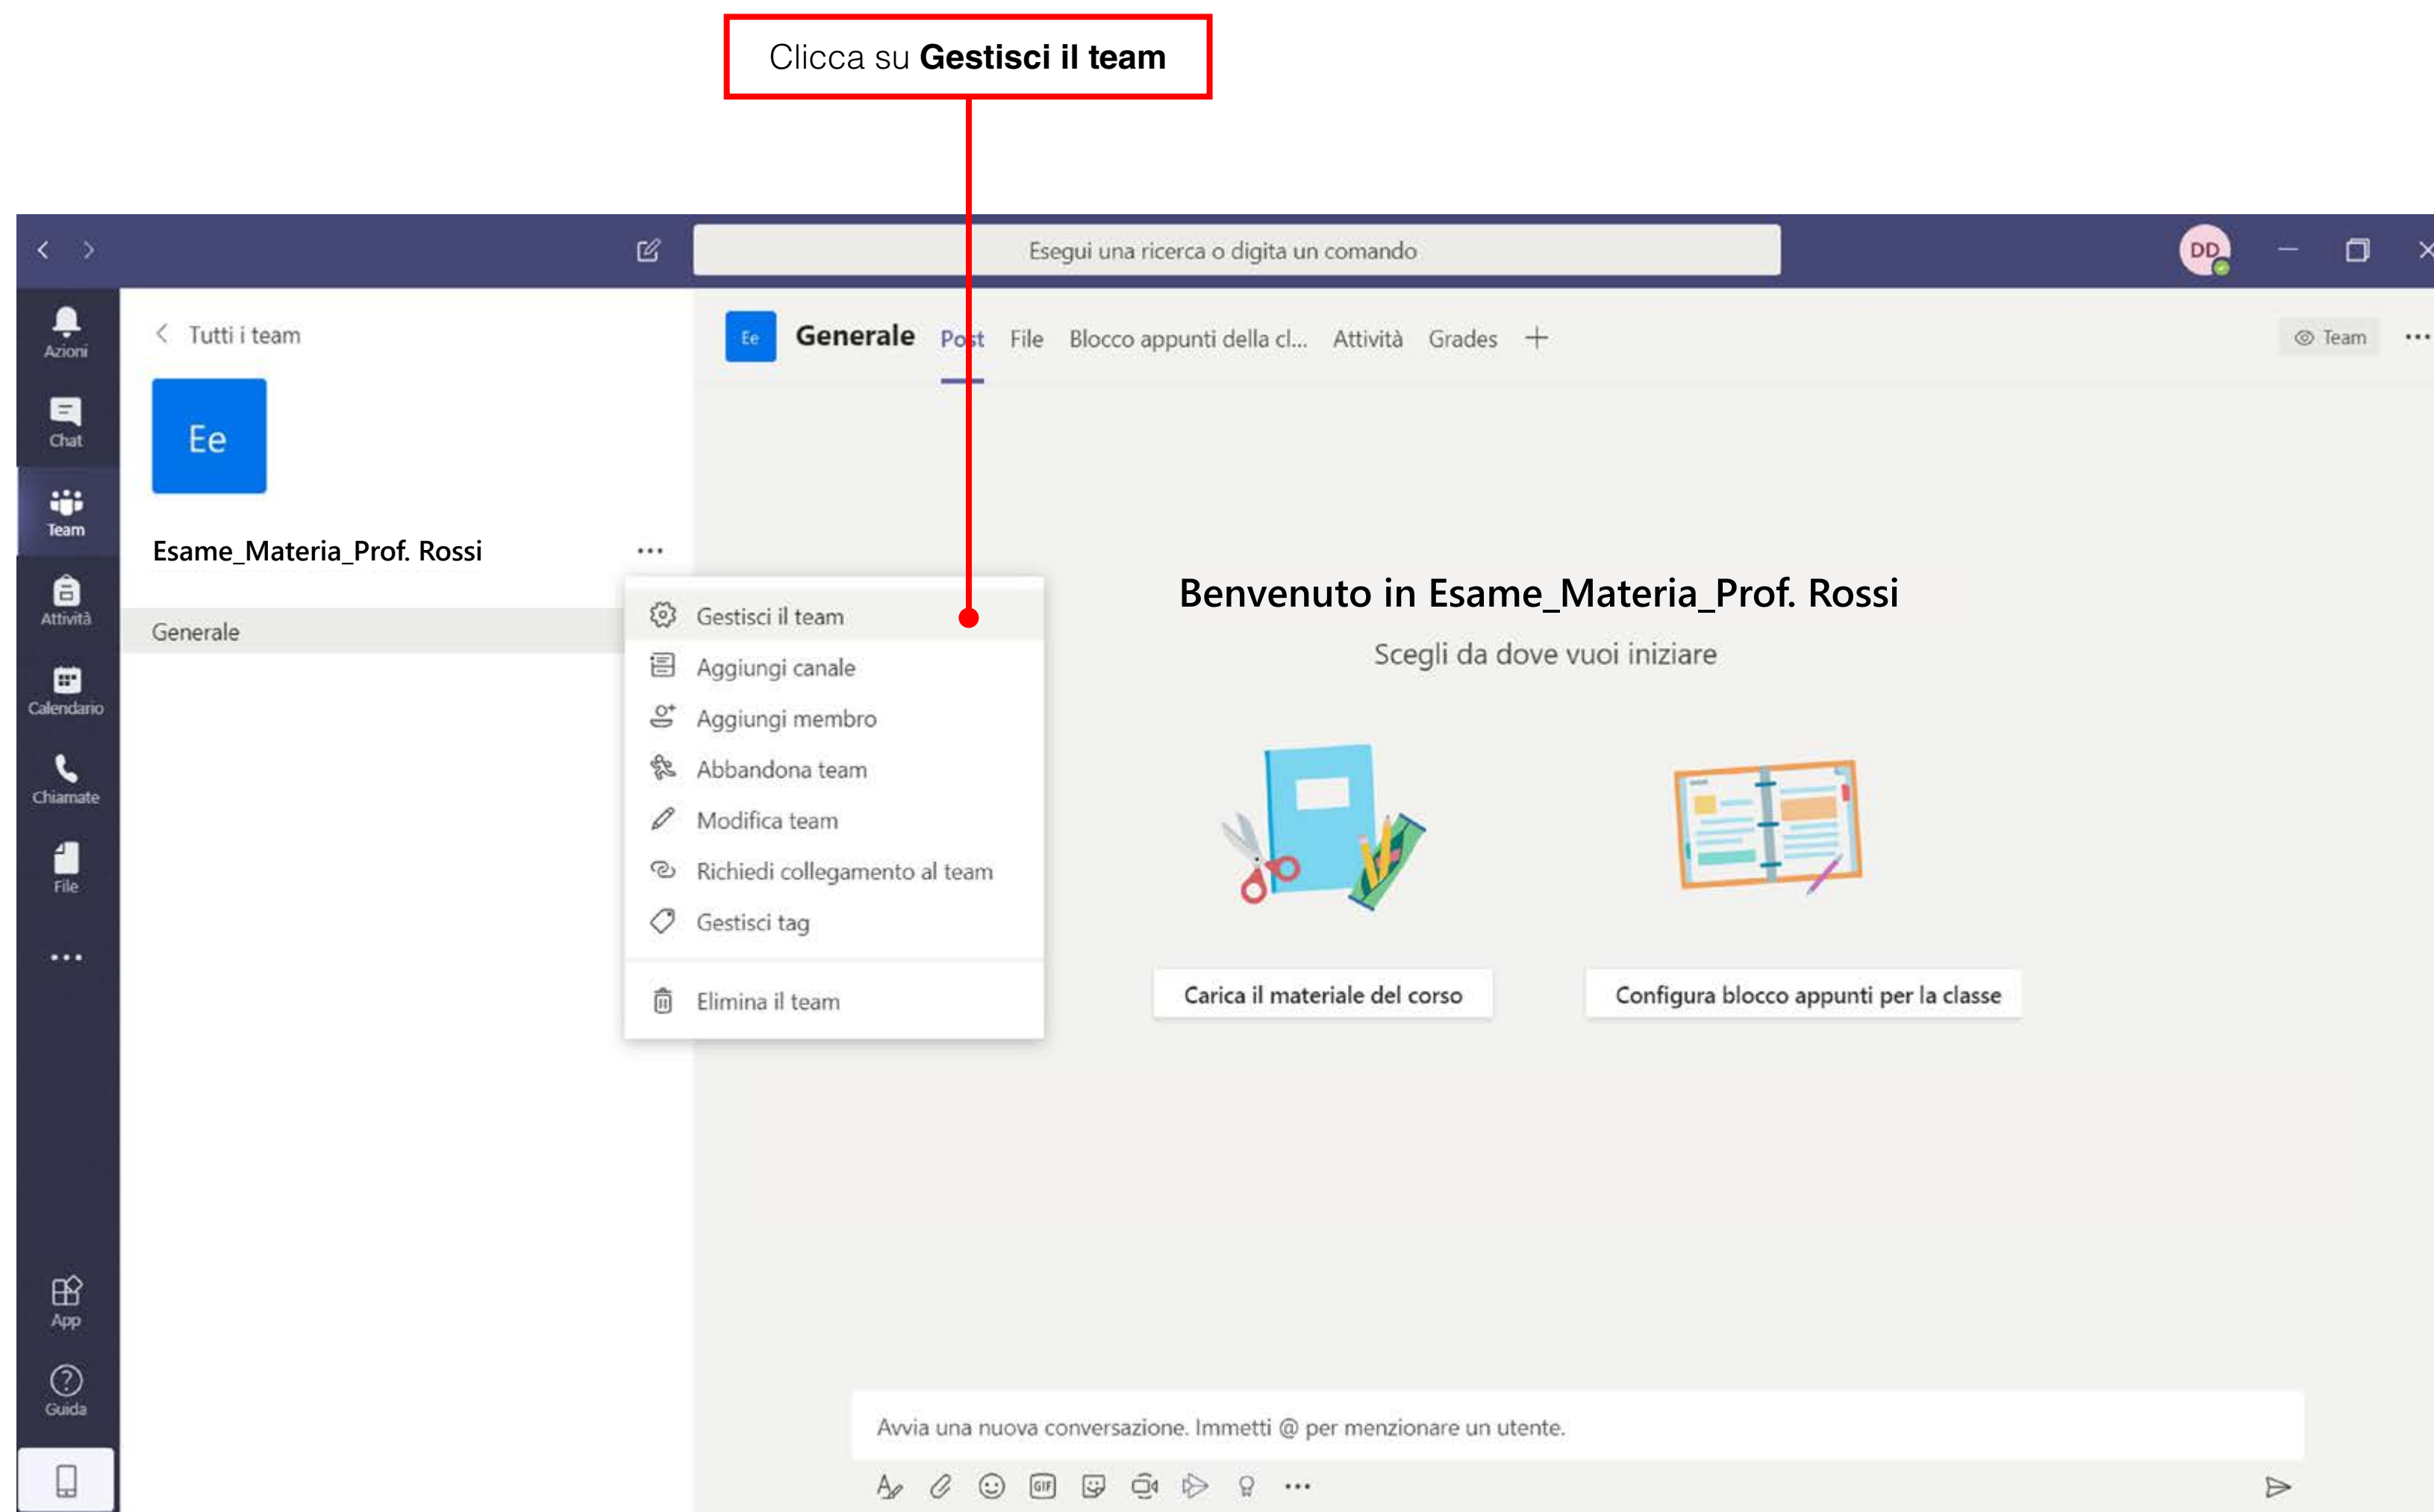 Clicca su Gestisci il team
Esegui una ricerca o digita un comando
DD
Azioni
Chat
Team
Attività
Calendario
Chiamate
File
App
Guida
Tutti i team
Ee
Esame_Materia_Prof. Rossi
Generale
Gestisci il team
Aggiungi canale
Aggiungi membro
Abbandona team
Modifica team
Richiedi collegamento al team
Gestisci tag
Elimina il team
Ee Generale Post File Blocco appunti della cl... Attività Grades
Team
Benvenuto in Esame_Materia_Prof. Rossi
Scegli da dove vuoi iniziare
Carica il materiale del corso
Configura blocco appunti per la classe
Avvia una nuova conversazione. Immetti @ per menzionare un utente.
GIF